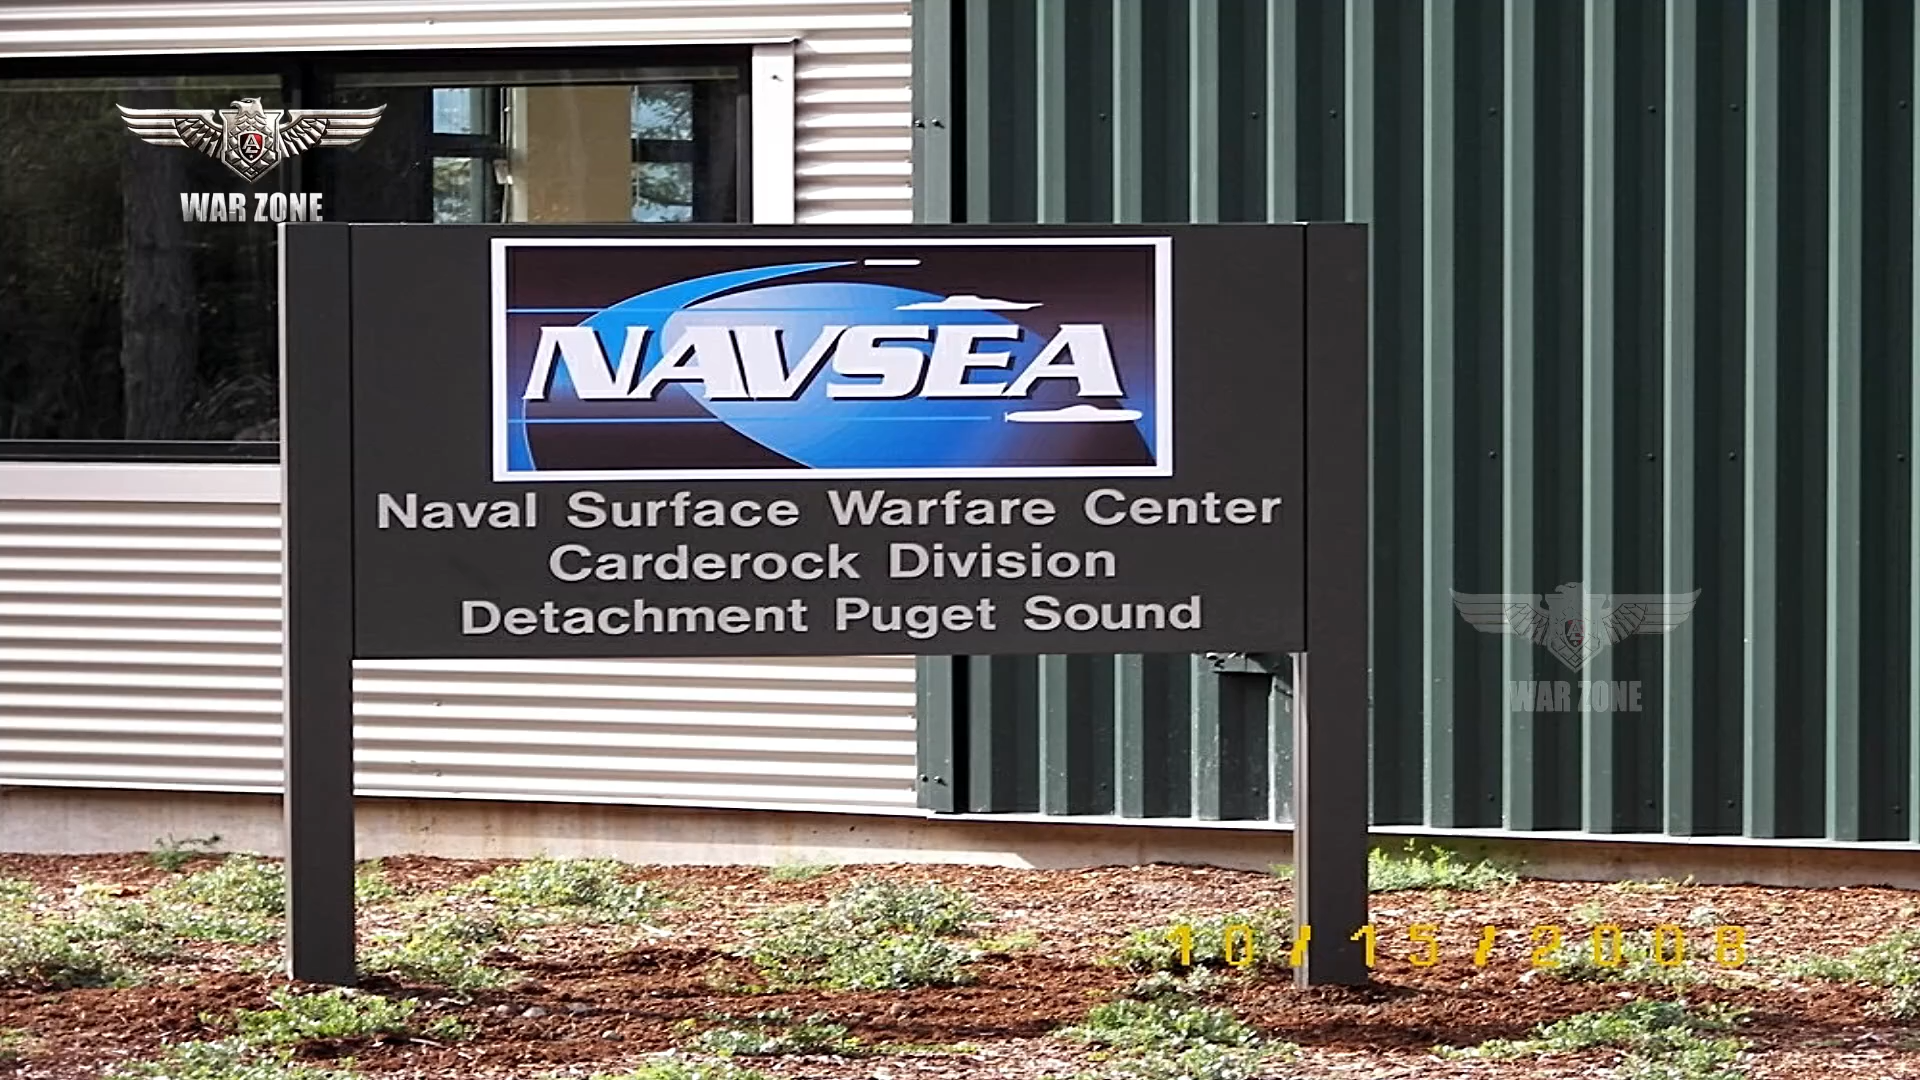 WAR ZONE
NAVSEA
Naval Surface Warfare Center
Carderock Division
Detachment Puget Sound
WAR ZONE
10/15/2008